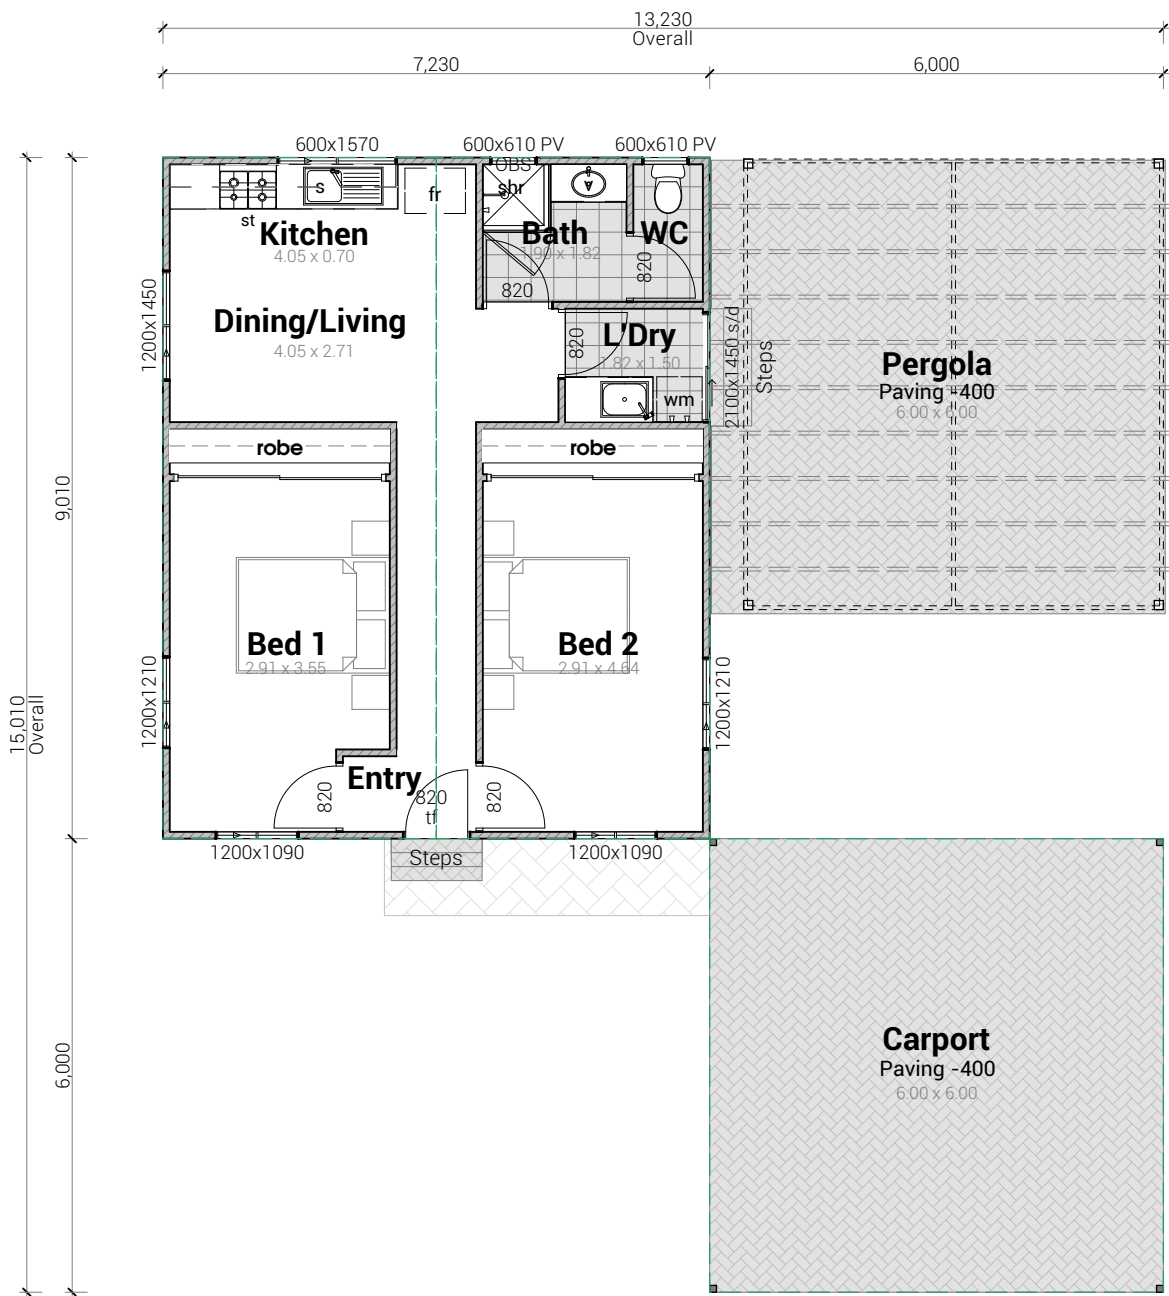 13,230
Overall
7,230
6,000
600x1570
600x610 PV
600x610 PV
OBS
shr
s
fr
st
Kitchen
4.05 x 0.70
Bath
1.90 x 1.82
WC
820
820
1200x1450
Dining/Living
4.05 x 2.71
820
L'Dry
1.82 x 1.50
wm
2100x1450 s/d
Steps
Pergola
Paving -400
6.00 x 6.00
robe
robe
9,010
15,010
Overall
Bed 1
2.91 x 3.55
Bed 2
2.91 x 4.64
1200x1210
1200x1210
Entry
820
820
tf
820
1200x1090
Steps
1200x1090
6,000
Carport
Paving -400
6.00 x 6.00